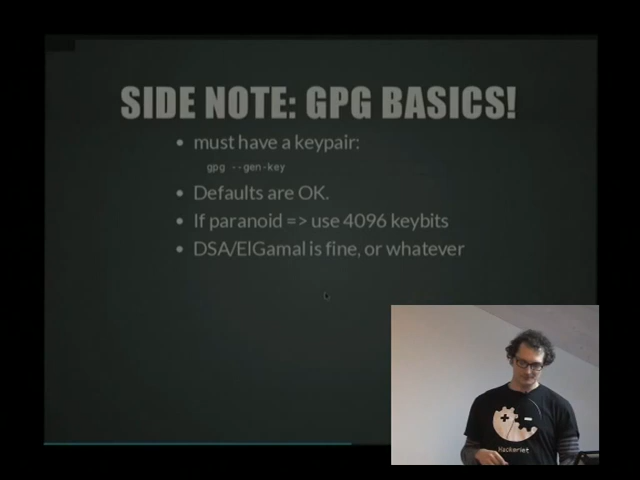 SIDE NOTE: GPG BASICS!
must have a keypair:
gpg --gen-key
Defaults are OK.
If paranoid => use 4096 keybits
DSA/ElGamal is fine, or whatever
Hackeriet